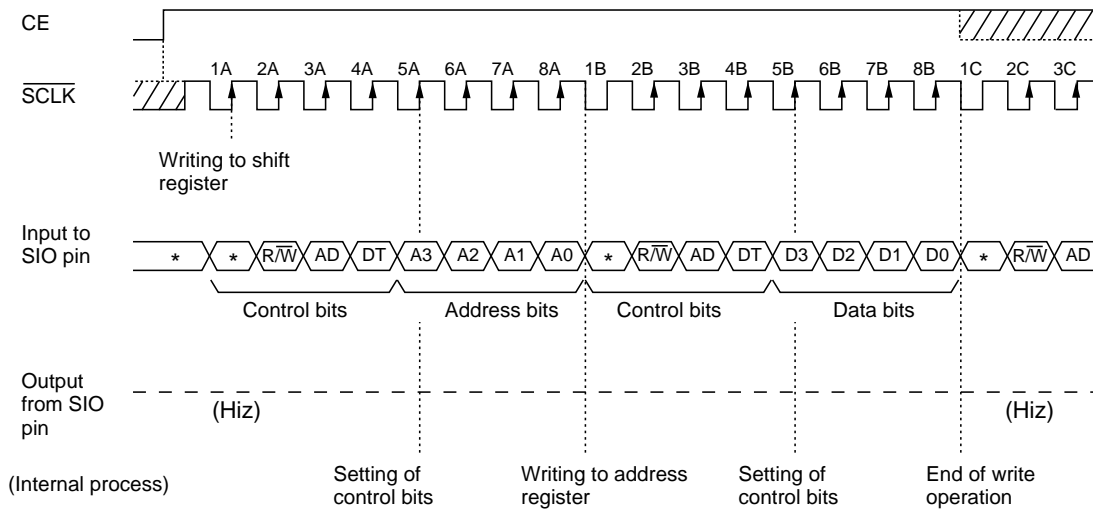 CE
1A 2A 3A 4A 5A 6A 7A 8A 1B 2B 3B 4B 5B 6B 7B 8B 1C 2C 3C
S̅C̅L̅K̅
Writing to shift
register
Input to
SIO pin
* * R/W̅ AD DT A3 A2 A1 A0 * R/W̅ AD DT D3 D2 D1 D0 * R/W̅ AD
Control bits Address bits Control bits Data bits
Output
from SIO
pin
(Hiz) (Hiz)
(Internal process)
Setting of
control bits
Writing to address
register
Setting of
control bits
End of write
operation